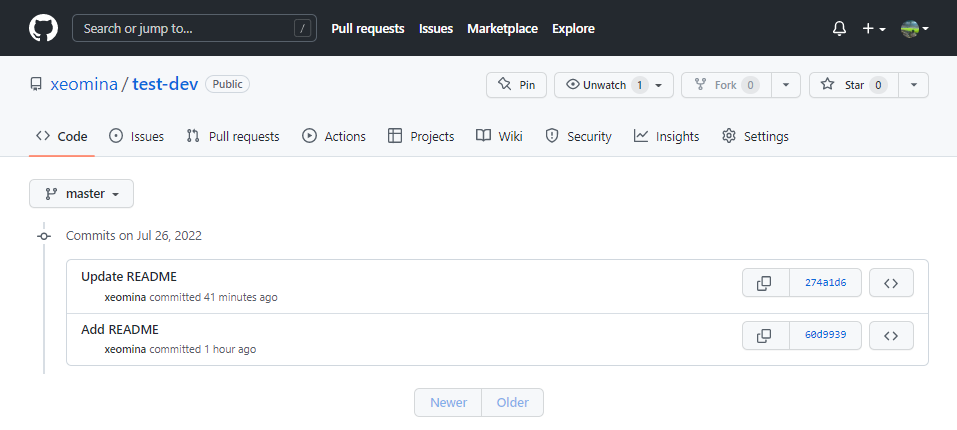 Search or jump to... /
Pull requests Issues Marketplace Explore
xeomina / test-dev Public
Pin Unwatch 1 Fork 0 Star 0
Code Issues Pull requests Actions Projects Wiki Security Insights Settings
master
Commits on Jul 26, 2022
Update README
xeomina committed 41 minutes ago
274a1d6
Add README
xeomina committed 1 hour ago
60d9939
Newer Older